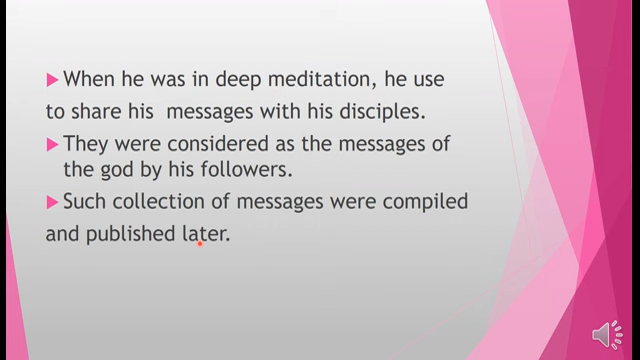 When he was in deep meditation, he use
to share his messages with his disciples.
They were considered as the messages of
the god by his followers.
Such collection of messages were compiled
and published later.